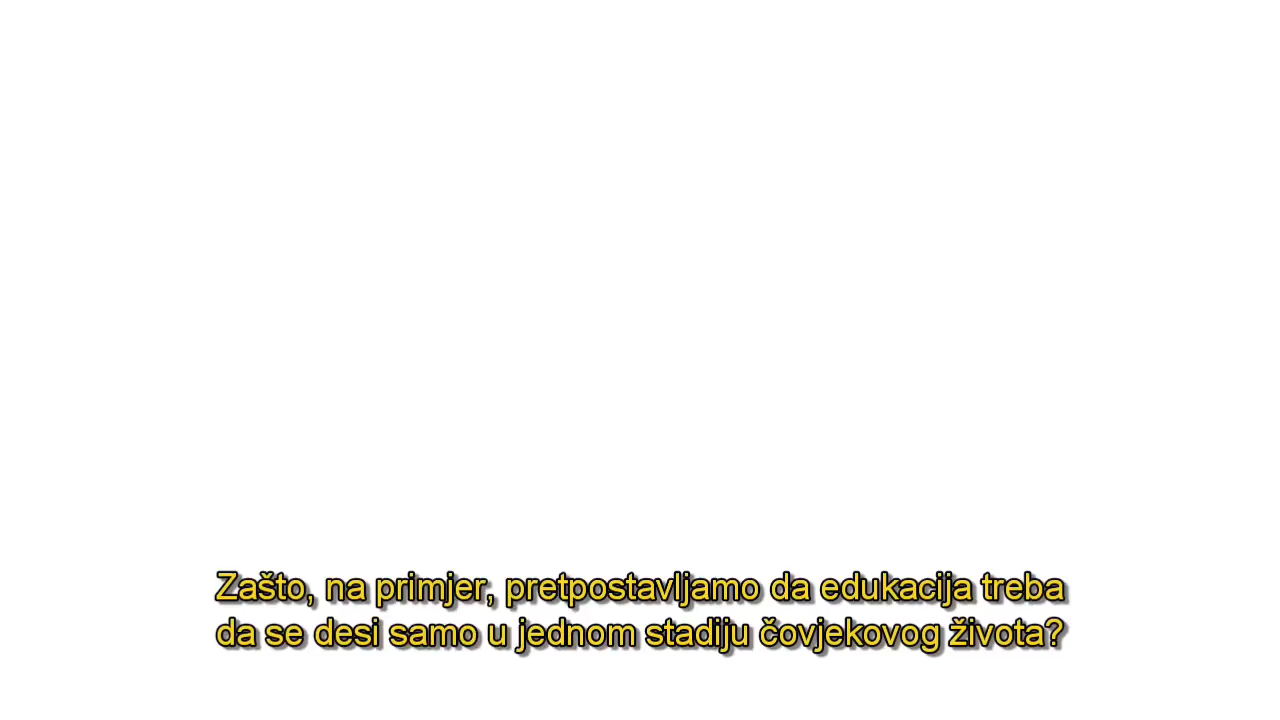 Zašto, na primjer, pretpostavljamo da edukacija treba
da se desi samo u jednom stadiju čovjekovog života?